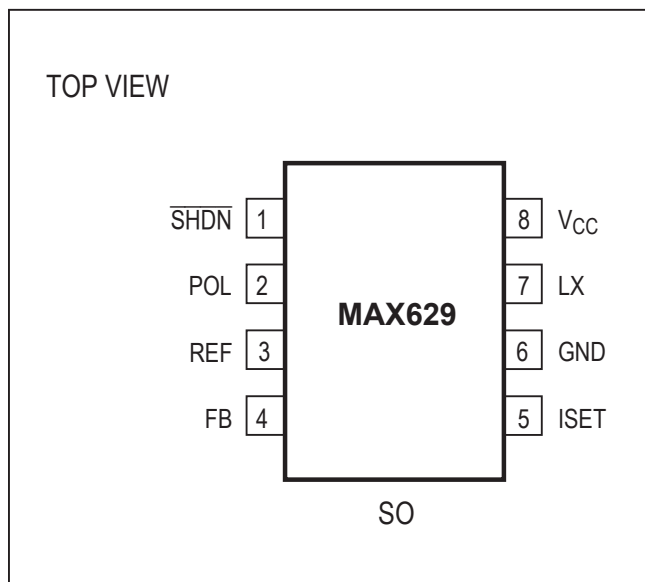 TOP VIEW
SHDN 1
POL 2
REF 3
FB 4
MAX629
8 VCC
7 LX
6 GND
5 ISET
SO